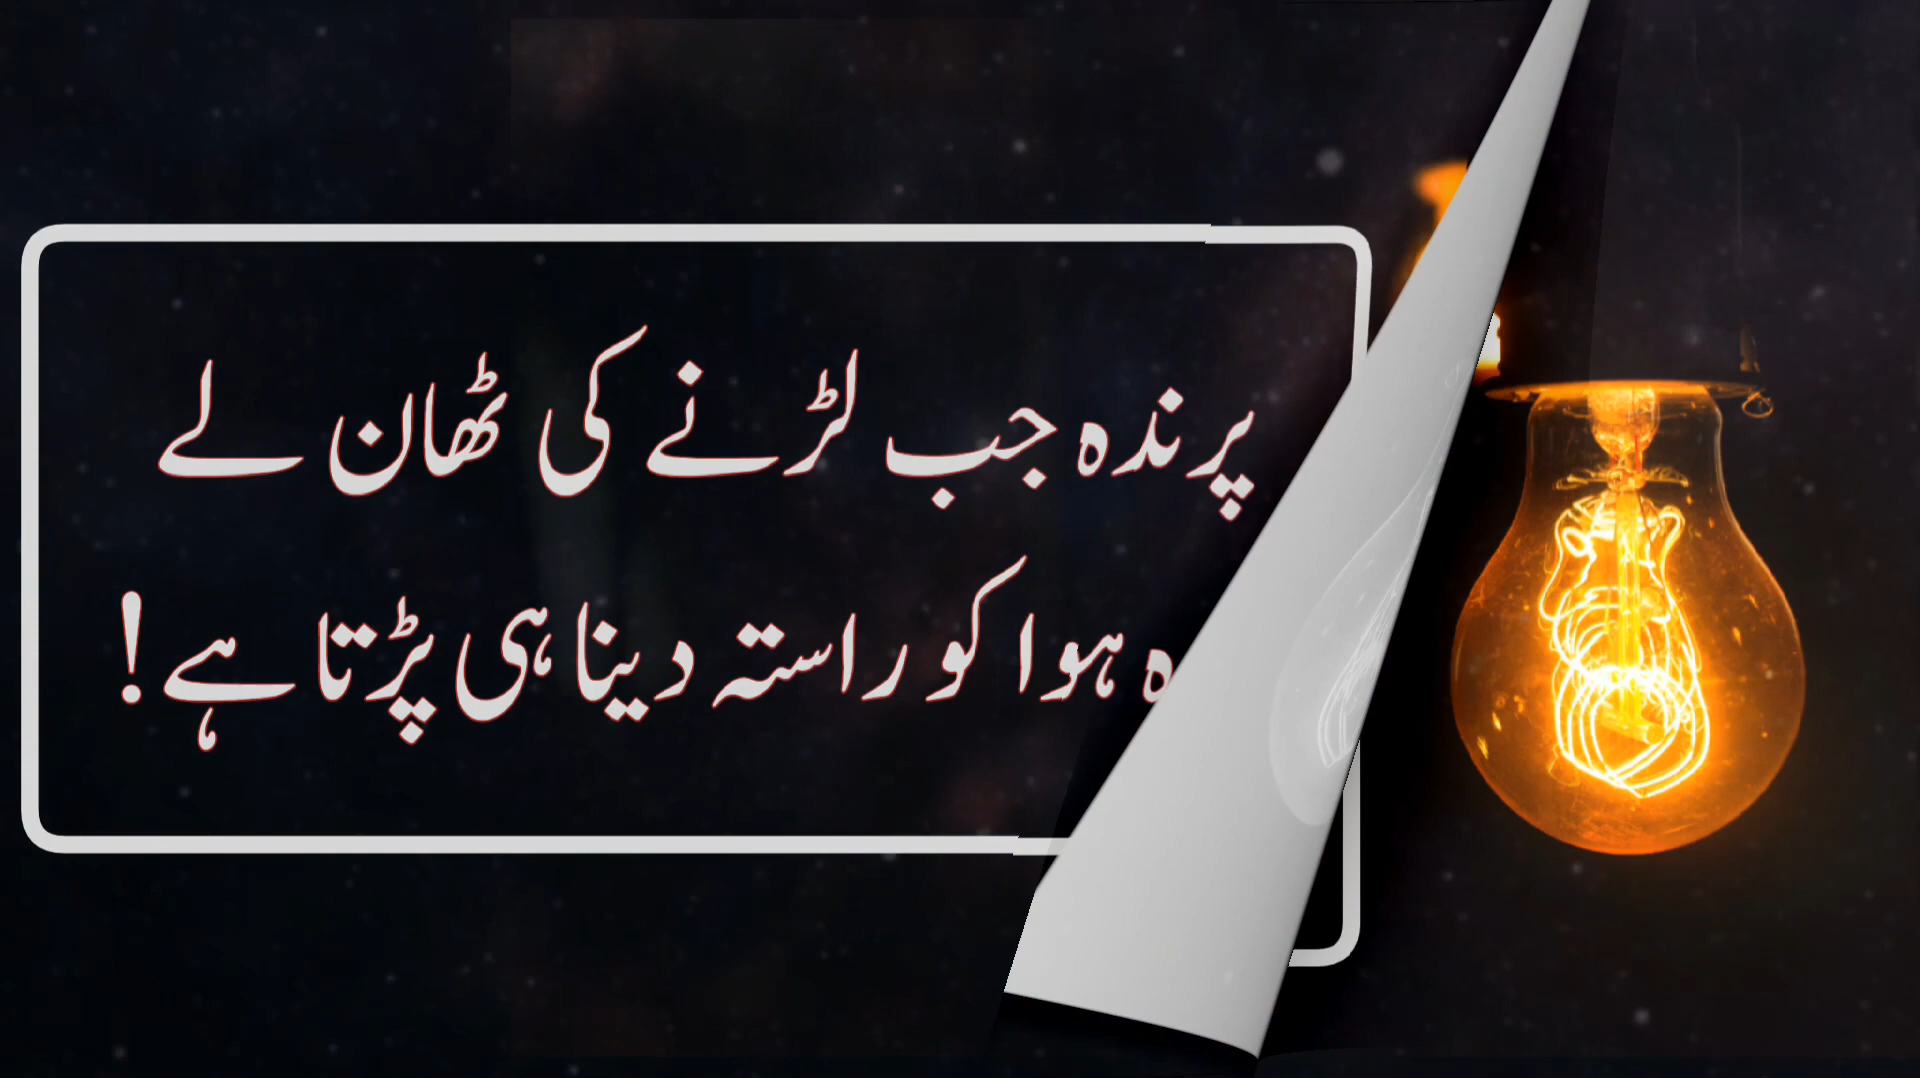 پرندہ جب لڑنے کی ٹھان لے
ہوا کو راستہ دینا ہی پڑتا ہے!